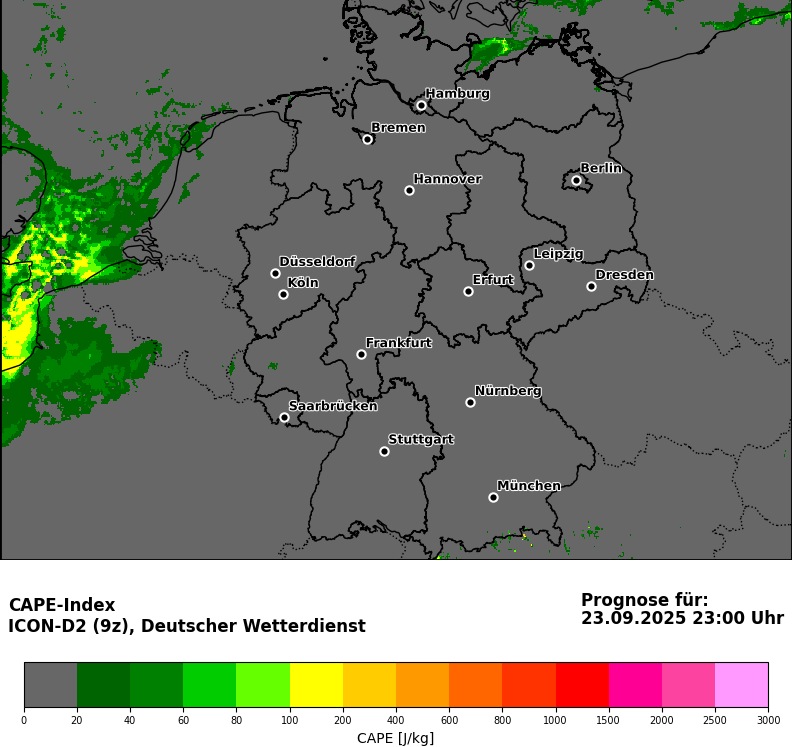 Hamburg
Bremen
Hannover
Berlin
Düsseldorf
Köln
Leipzig
Erfurt
Dresden
Frankfurt
Nürnberg
Saarbrücken
Stuttgart
München
CAPE-Index
ICON-D2 (9z), Deutscher Wetterdienst
Prognose für:
23.09.2025 23:00 Uhr
0 20 40 60 80 100 200 400 600 800 1000 1500 2000 2500 3000
CAPE [J/kg]